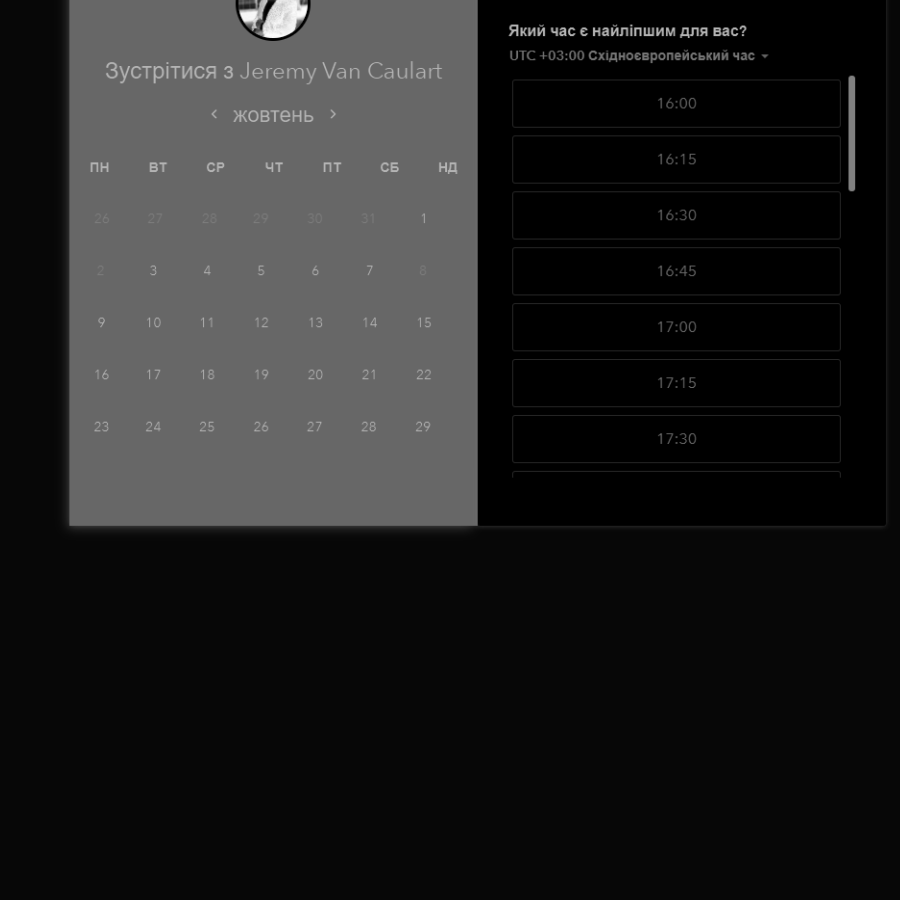 Зустрітися з Jeremy Van Caulart
жовтень
ПН ВТ СР ЧТ ПТ СБ НД
26 27 28 29 30 31 1
2 3 4 5 6 7 8
9 10 11 12 13 14 15
16 17 18 19 20 21 22
23 24 25 26 27 28 29
Який час є найліпшим для вас?
UTC +03:00 Східноєвропейський час
16:00
16:15
16:30
16:45
17:00
17:15
17:30